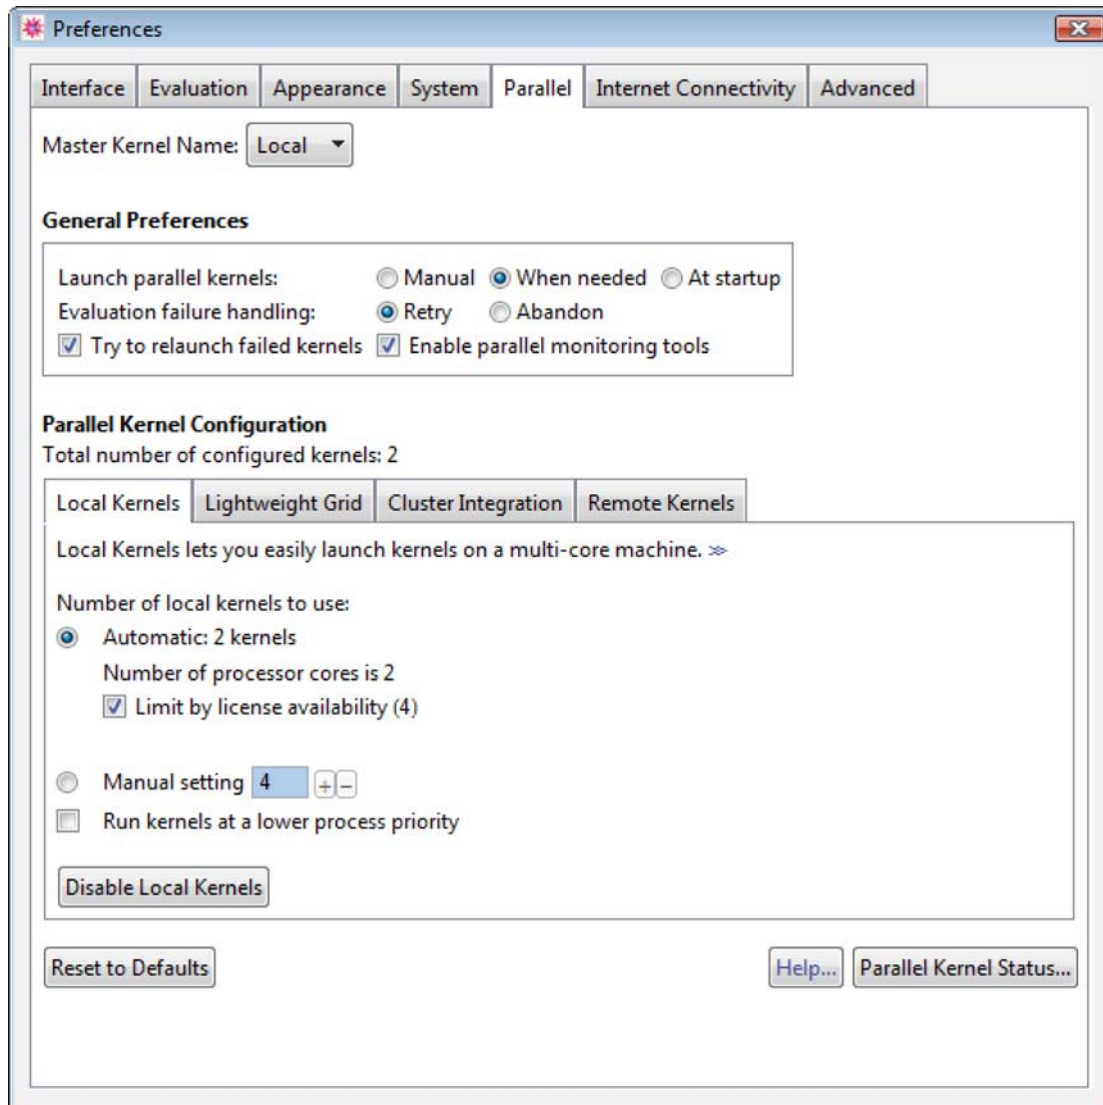 Preferences
Interface Evaluation Appearance System Parallel Internet Connectivity Advanced
Master Kernel Name: Local
General Preferences
Launch parallel kernels: Manual When needed At startup
Evaluation failure handling: Retry Abandon
Try to relaunch failed kernels Enable parallel monitoring tools
Parallel Kernel Configuration
Total number of configured kernels: 2
Local Kernels Lightweight Grid Cluster Integration Remote Kernels
Local Kernels lets you easily launch kernels on a multi-core machine. ≫
Number of local kernels to use:
Automatic: 2 kernels
Number of processor cores is 2
Limit by license availability (4)
Manual setting 4 + −
Run kernels at a lower process priority
Disable Local Kernels
Reset to Defaults Help... Parallel Kernel Status...